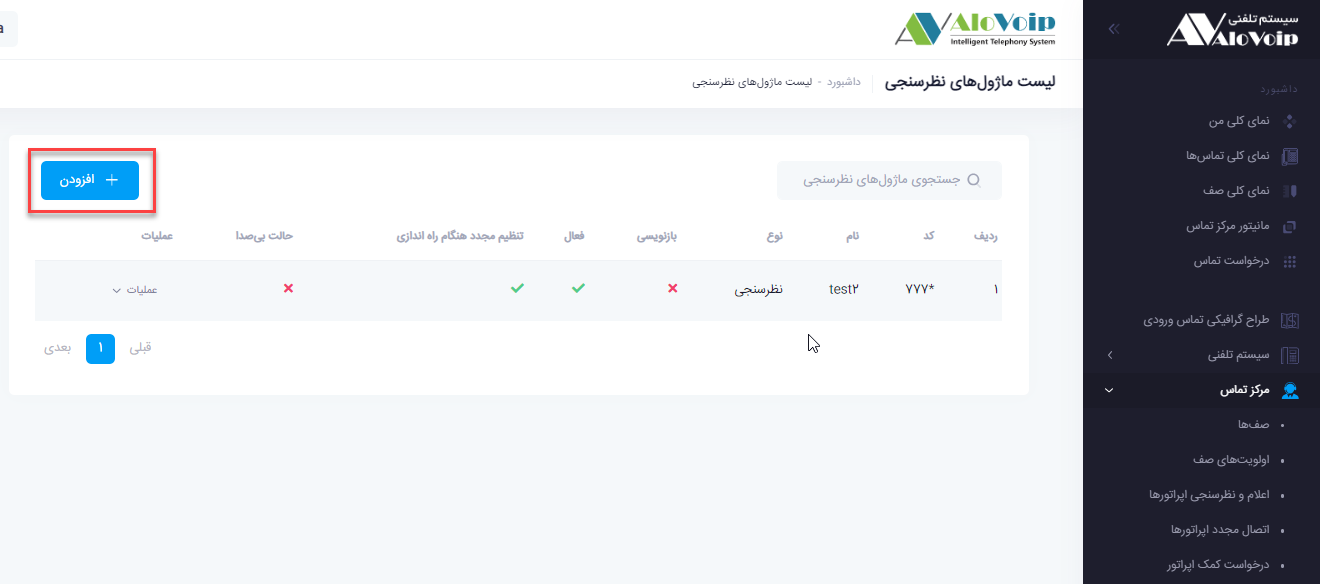 سیستم تلفنی
AloVoip
داشبورد
نمای کلی من
نمای کلی تماس‌ها
نمای کلی صف
مانیتور مرکز تماس
درخواست تماس
طراح گرافیکی تماس ورودی
سیستم تلفنی
مرکز تماس
صف‌ها
اولویت‌های صف
اعلام و نظرسنجی اپراتورها
اتصال مجدد اپراتورها
درخواست کمک اپراتور
AloVoip
Intelligent Telephony System
لیست ماژول‌های نظرسنجی
داشبورد - لیست ماژول‌های نظرسنجی
جستجوی ماژول‌های نظرسنجی
افزودن
ردیف کد نام نوع بازنویسی فعال تنظیم مجدد هنگام راه اندازی حالت بی‌صدا عملیات
۱ *۷۷۷ test۲ نظرسنجی عملیات
قبلی ۱ بعدی